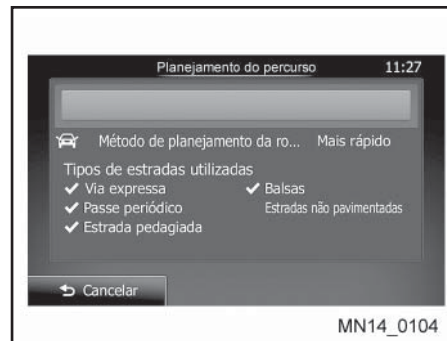 Planejamento do percurso 11:27
Método de planejamento da ro... Mais rápido
Tipos de estradas utilizadas
✔ Via expressa ✔ Balsas
✔ Passe periódico Estradas não pavimentadas
✔ Estrada pedagiada
Cancelar
MN14_0104